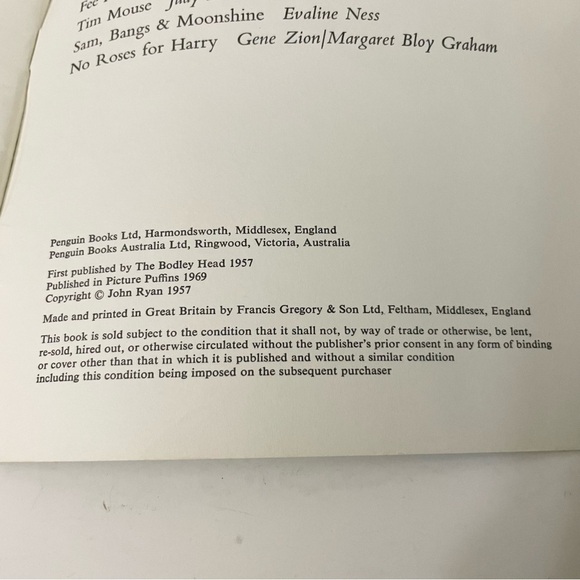 Tim Mouse
Sam, Bangs & Moonshine Evaline Ness
No Roses for Harry Gene Zion/Margaret Bloy Graham
Penguin Books Ltd, Harmondsworth, Middlesex, England
Penguin Books Australia Ltd, Ringwood, Victoria, Australia
First published by The Bodley Head 1957
Published in Picture Puffins 1969
Copyright © John Ryan 1957
Made and printed in Great Britain by Francis Gregory & Son Ltd, Feltham, Middlesex, England
This book is sold subject to the condition that it shall not, by way of trade or otherwise, be lent,
re-sold, hired out, or otherwise circulated without the publisher's prior consent in any form of binding
or cover other than that in which it is published and without a similar condition
including this condition being imposed on the subsequent purchaser